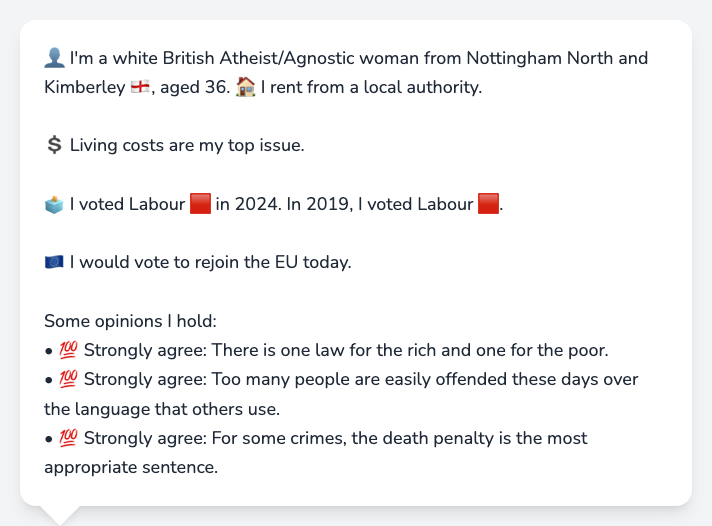 👤 I'm a white British Atheist/Agnostic woman from Nottingham North and
Kimberley 🏴󠁧󠁢󠁥󠁮󠁧󠁿, aged 36. 🏠 I rent from a local authority.
💲 Living costs are my top issue.
🗳️ I voted Labour 🟥 in 2024. In 2019, I voted Labour 🟥.
🇪🇺 I would vote to rejoin the EU today.
Some opinions I hold:
• 💯 Strongly agree: There is one law for the rich and one for the poor.
• 💯 Strongly agree: Too many people are easily offended these days over
the language that others use.
• 💯 Strongly agree: For some crimes, the death penalty is the most
appropriate sentence.